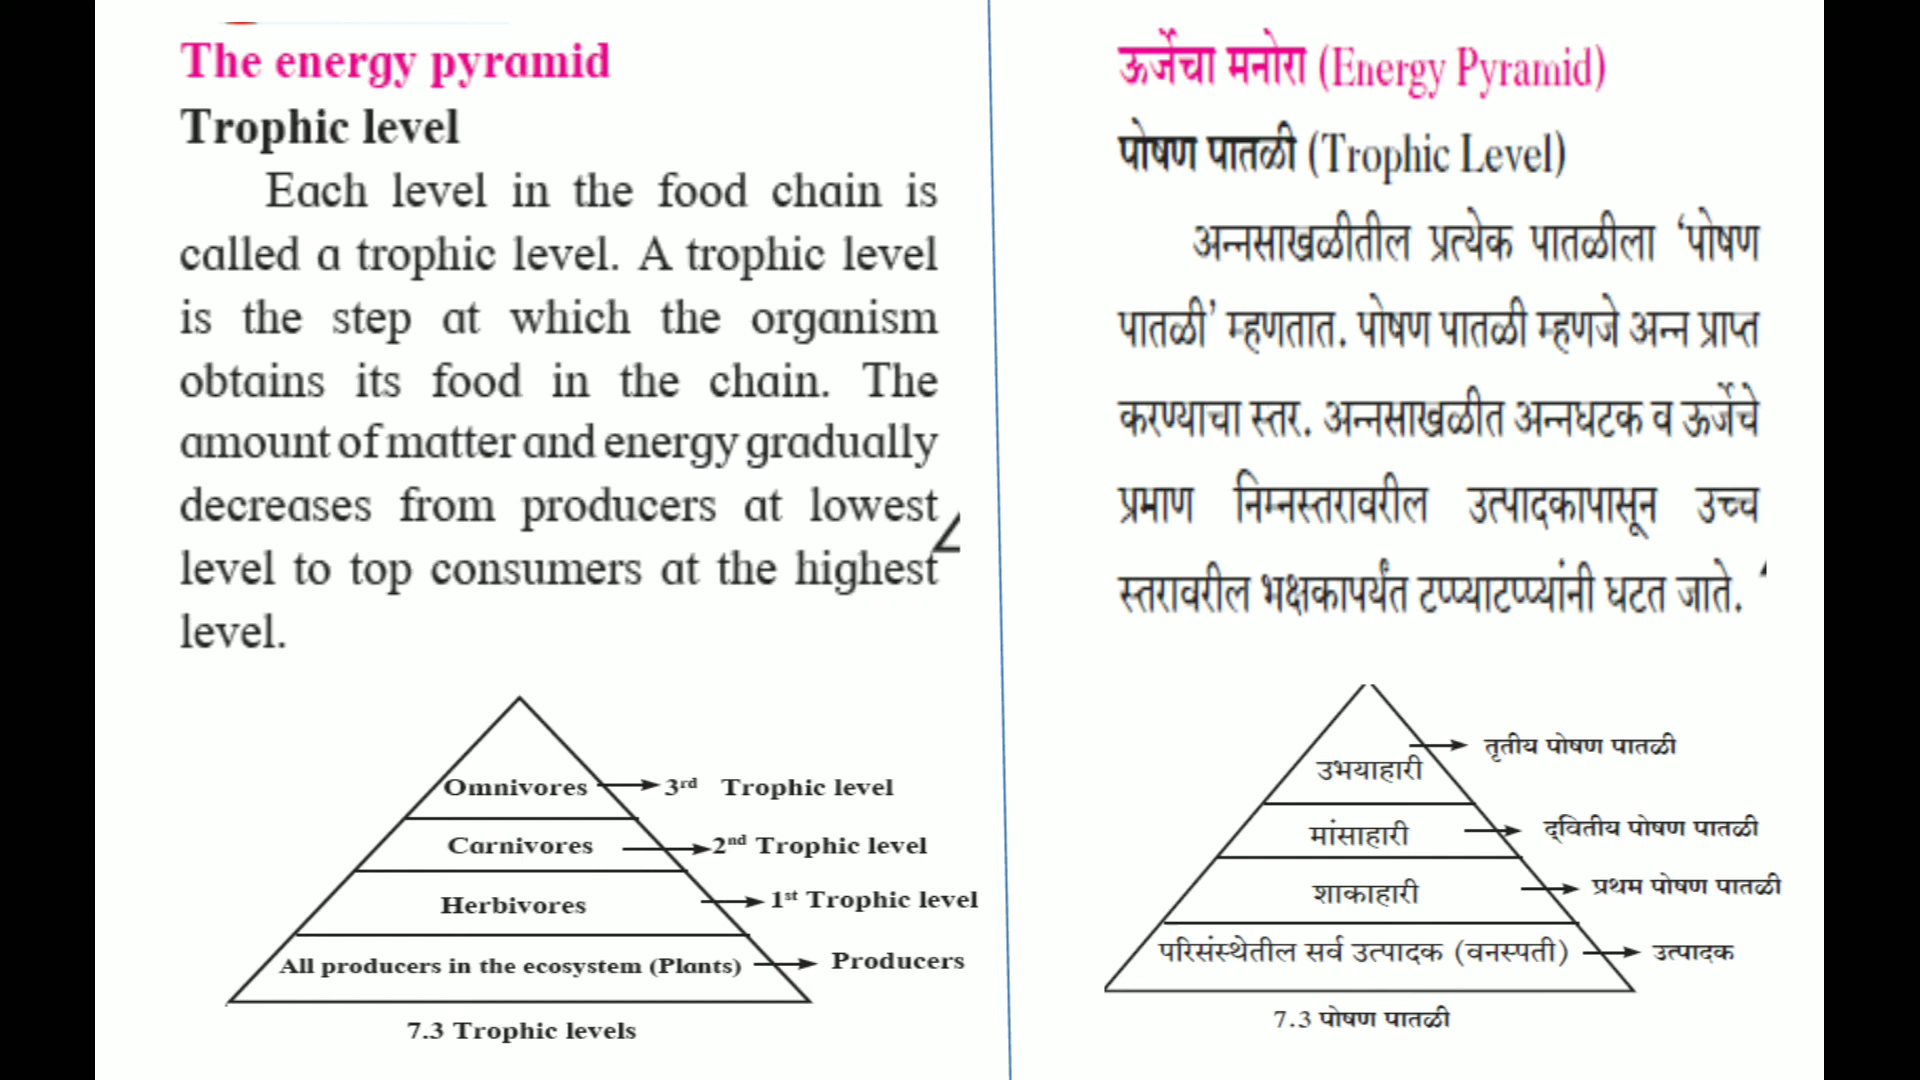 The energy pyramid
Trophic level
Each level in the food chain is
called a trophic level. A trophic level
is the step at which the organism
obtains its food in the chain. The
amount of matter and energy gradually
decreases from producers at lowest
level to top consumers at the highest
level.
Omnivores 3rd Trophic level
Carnivores 2nd Trophic level
Herbivores 1st Trophic level
All producers in the ecosystem (Plants) Producers
7.3 Trophic levels
ऊर्जेचा मनोरा (Energy Pyramid)
पोषण पातळी (Trophic Level)
अन्नसाखळीतील प्रत्येक पातळीला ‘पोषण
पातळी’ म्हणतात. पोषण पातळी म्हणजे अन्न प्राप्त
करण्याचा स्तर. अन्नसाखळीत अन्नघटक व ऊर्जेचे
प्रमाण निम्नस्तरावरील उत्पादकापासून उच्च
स्तरावरील भक्षकापर्यंत टप्प्याटप्प्यांनी घटत जाते.
तृतीय पोषण पातळी
उभयाहारी
मांसाहारी द्वितीय पोषण पातळी
शाकाहारी प्रथम पोषण पातळी
परिसंस्थेतील सर्व उत्पादक (वनस्पती) उत्पादक
7.3 पोषण पातळी